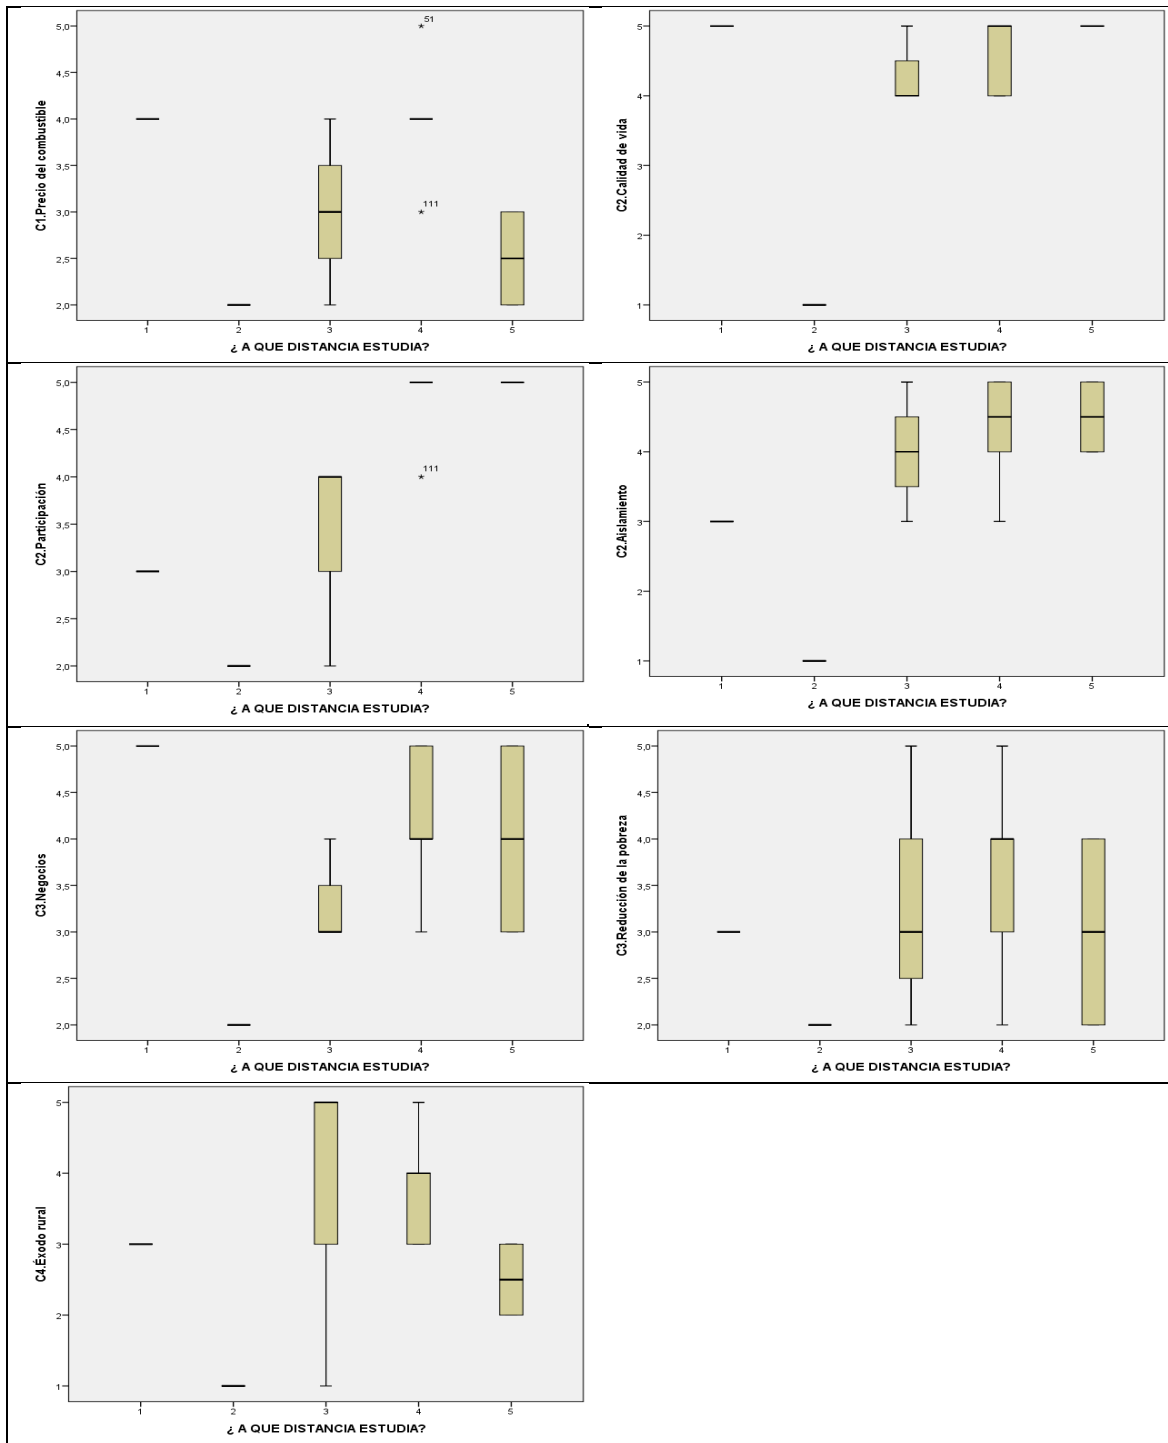 C1.Precio del combustible
5,0
4,5
4,0
3,5
3,0
2,5
2,0
51
111
1 2 3 4 5
¿ A QUE DISTANCIA ESTUDIA?
C2.Calidad de vida
5
4
3
2
1
1 2 3 4 5
¿ A QUE DISTANCIA ESTUDIA?
C2.Participación
5,0
4,5
4,0
3,5
3,0
2,5
2,0
111
1 2 3 4 5
¿ A QUE DISTANCIA ESTUDIA?
C2.Aislamiento
5
4
3
2
1
1 2 3 4 5
¿ A QUE DISTANCIA ESTUDIA?
C3.Negocios
5,0
4,5
4,0
3,5
3,0
2,5
2,0
1 2 3 4 5
¿ A QUE DISTANCIA ESTUDIA?
C3.Reducción de la pobreza
5,0
4,5
4,0
3,5
3,0
2,5
2,0
1 2 3 4 5
¿ A QUE DISTANCIA ESTUDIA?
C4.Éxodo rural
5
4
3
2
1
1 2 3 4 5
¿ A QUE DISTANCIA ESTUDIA?